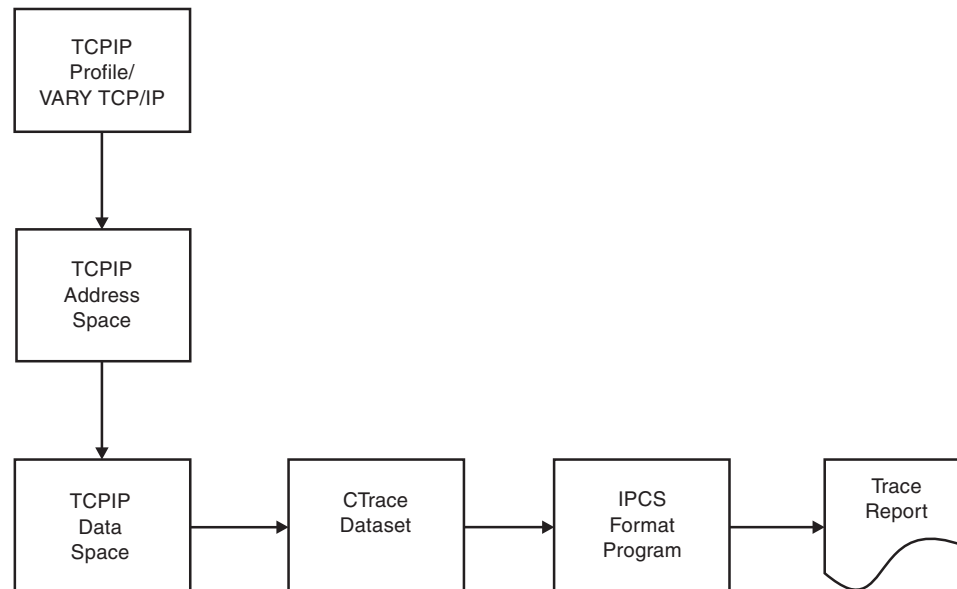 TCPIP
Profile/
VARY TCP/IP
TCPIP
Address
Space
TCPIP
Data
Space
CTrace
Dataset
IPCS
Format
Program
Trace
Report